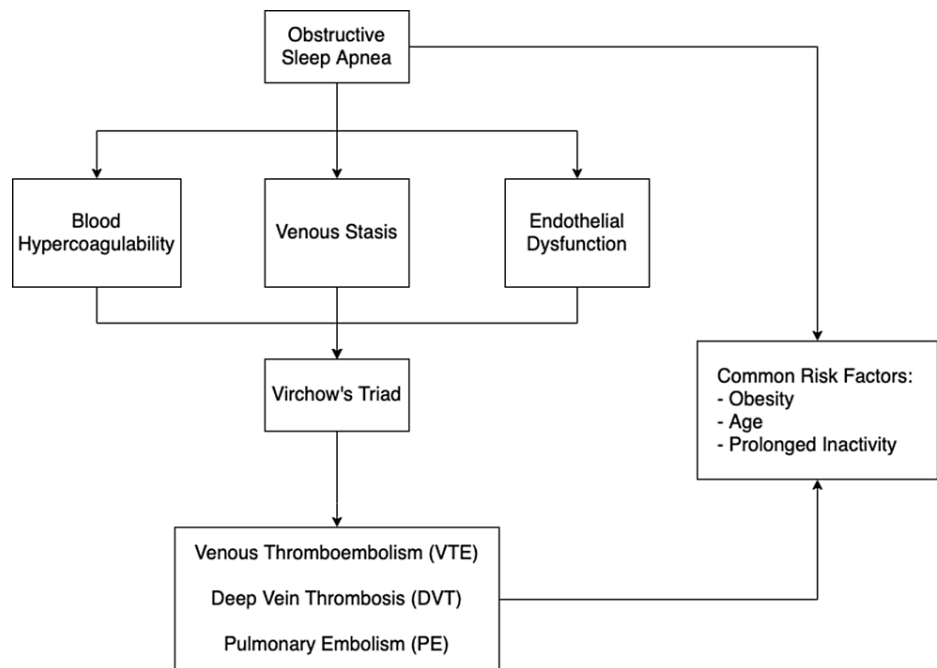 Obstructive
Sleep Apnea
Blood
Hypercoagulability
Venous Stasis
Endothelial
Dysfunction
Virchow's Triad
Common Risk Factors:
- Obesity
- Age
- Prolonged Inactivity
Venous Thromboembolism (VTE)
Deep Vein Thrombosis (DVT)
Pulmonary Embolism (PE)